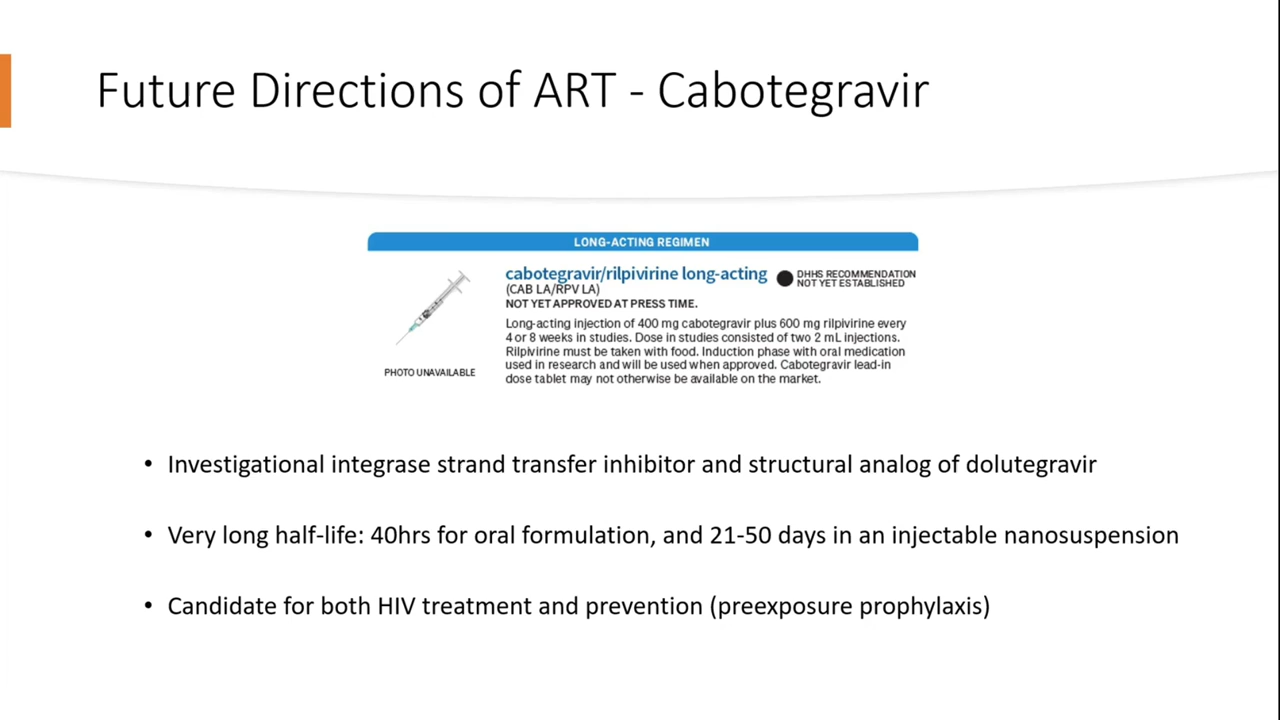 Future Directions of ART - Cabotegravir
LONG-ACTING REGIMEN
cabotegravir/rilpivirine long-acting
(CAB LA/RPV LA)
NOT YET APPROVED AT PRESS TIME.
DHHS RECOMMENDATION
NOT YET ESTABLISHED
Long-acting injection of 400 mg cabotegravir plus 600 mg rilpivirine every
4 or 8 weeks in studies. Dose in studies consisted of two 2 mL injections.
Rilpivirine must be taken with food. Induction phase with oral medication
used in research and will be used when approved. Cabotegravir lead-in
dose tablet may not otherwise be available on the market.
PHOTO UNAVAILABLE
• Investigational integrase strand transfer inhibitor and structural analog of dolutegravir
• Very long half-life: 40hrs for oral formulation, and 21-50 days in an injectable nanosuspension
• Candidate for both HIV treatment and prevention (preexposure prophylaxis)